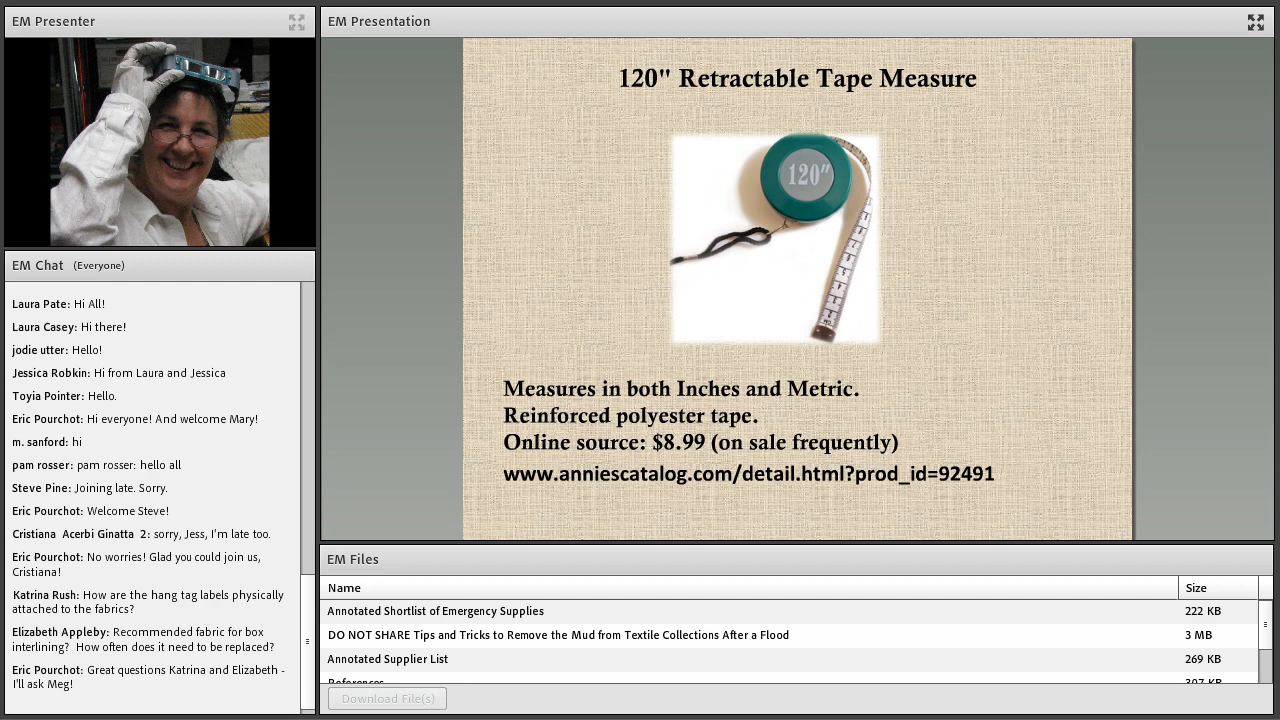 EM Presenter
EM Chat (Everyone)
Laura Pate: Hi All!
Laura Casey: Hi there!
jodie utter: Hello!
Jessica Robkin: Hi from Laura and Jessica
Toyia Pointer: Hello.
Eric Pourchot: Hi everyone! And welcome Mary!
m. sanford: hi
pam rosser: pam rosser: hello all
Steve Pine: Joining late. Sorry.
Eric Pourchot: Welcome Steve!
Cristiana Acerbi Ginatta 2: sorry, Jess, I'm late too.
Eric Pourchot: No worries! Glad you could join us,
Cristiana!
Katrina Rush: How are the hang tag labels physically
attached to the fabrics?
Elizabeth Appleby: Recommended fabric for box
interlining? How often does it need to be replaced?
Eric Pourchot: Great questions Katrina and Elizabeth -
I'll ask Meg!
EM Presentation
120" Retractable Tape Measure
120"
Measures in both Inches and Metric.
Reinforced polyester tape.
Online source: $8.99 (on sale frequently)
www.anniescatalog.com/detail.html?prod_id=92491
EM Files
Name Size
Annotated Shortlist of Emergency Supplies 222 KB
DO NOT SHARE Tips and Tricks to Remove the Mud from Textile Collections After a Flood 3 MB
Annotated Supplier List 269 KB
References 307 KB
Download File(s)